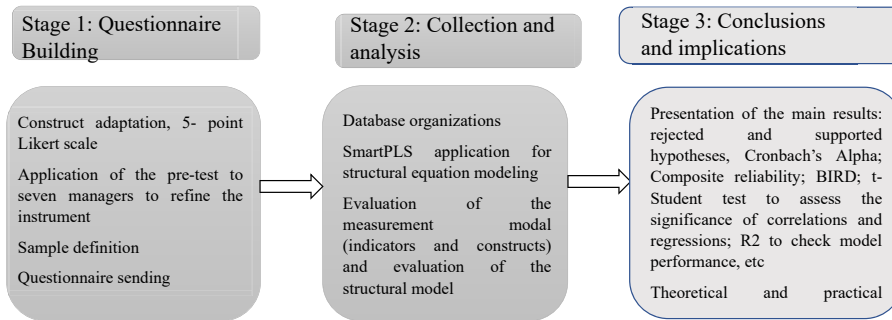 Stage 1: Questionnaire
Building
Construct adaptation, 5- point
Likert scale
Application of the pre-test to
seven managers to refine the
instrument
Sample definition
Questionnaire sending
Stage 2: Collection and
analysis
Database organizations
SmartPLS application for
structural equation modeling
Evaluation of the
measurement modal
(indicators and constructs)
and evaluation of the
structural model
Stage 3: Conclusions
and implications
Presentation of the main results:
rejected and supported
hypotheses, Cronbach's Alpha;
Composite reliability; BIRD; t-
Student test to assess the
significance of correlations and
regressions; R2 to check model
performance, etc
Theoretical and practical